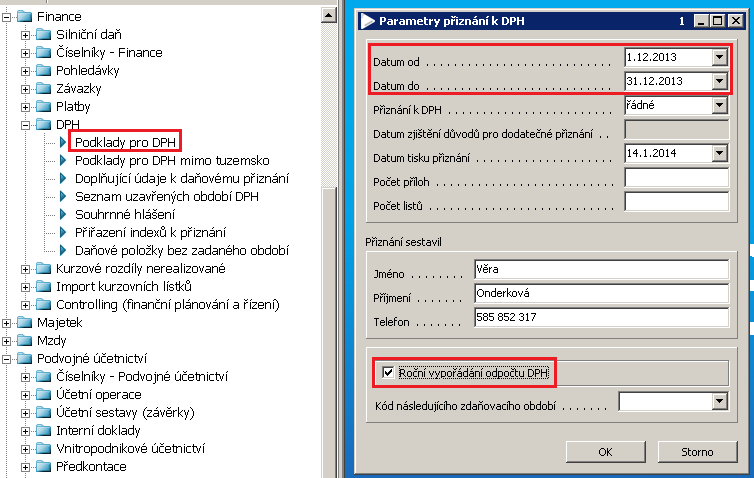 Finance
Silniční daň
Číselníky - Finance
Pohledávky
Závazky
Platby
DPH
Podklady pro DPH
Podklady pro DPH mimo tuzemsko
Doplňující údaje k daňovému přiznání
Seznam uzavřených období DPH
Souhrnné hlášení
Přiřazení indexů k přiznání
Daňové položky bez zadaného období
Kurzové rozdíly nerealizované
Import kurzovních lístků
Controlling (finanční plánování a řízení)
Majetek
Mzdy
Podvojné účetnictví
Číselníky - Podvojné účetnictví
Účetní operace
Účetní sestavy (závěrky)
Interní doklady
Vnitropodnikové účetnictví
Předkontace
Parametry přiznání k DPH 1
Datum od . . . . . . . . . . . . . . . . . . . . . . . . . . 1.12.2013
Datum do . . . . . . . . . . . . . . . . . . . . . . . . . . 31.12.2013
Přiznání k DPH . . . . . . . . . . . . . . . . . . . . . . řádné
Datum zjištění důvodů pro dodatečné přiznání . .
Datum tisku přiznání . . . . . . . . . . . . . . . . . . . 14.1.2014
Počet příloh . . . . . . . . . . . . . . . . . . . . . . . .
Počet listů . . . . . . . . . . . . . . . . . . . . . . . .
Přiznání sestavil
Jméno . . . . . . . . Věra
Příjmení . . . . . . . Onderková
Telefon . . . . . . . . 585 852 317
Roční vypořádání odpočtu DPH
Kód následujícího zdaňovacího období . . . . . . .
OK Storno